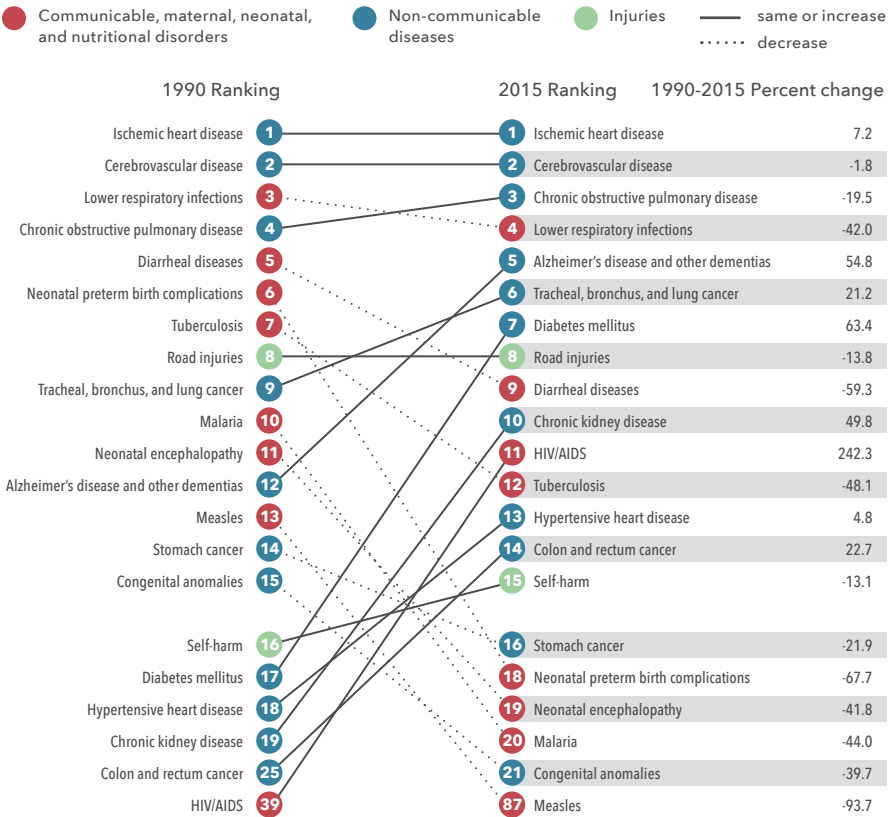 Communicable, maternal, neonatal,
and nutritional disorders
Non-communicable
diseases
Injuries
same or increase
decrease
1990 Ranking 2015 Ranking 1990-2015 Percent change
Ischemic heart disease 1 1 Ischemic heart disease 7.2
Cerebrovascular disease 2 2 Cerebrovascular disease -1.8
Lower respiratory infections 3 3 Chronic obstructive pulmonary disease -19.5
Chronic obstructive pulmonary disease 4 4 Lower respiratory infections -42.0
Diarrheal diseases 5 5 Alzheimer's disease and other dementias 54.8
Neonatal preterm birth complications 6 6 Tracheal, bronchus, and lung cancer 21.2
Tuberculosis 7 7 Diabetes mellitus 63.4
Road injuries 8 8 Road injuries -13.8
Tracheal, bronchus, and lung cancer 9 9 Diarrheal diseases -59.3
Malaria 10 10 Chronic kidney disease 49.8
Neonatal encephalopathy 11 11 HIV/AIDS 242.3
Alzheimer's disease and other dementias 12 12 Tuberculosis -48.1
Measles 13 13 Hypertensive heart disease 4.8
Stomach cancer 14 14 Colon and rectum cancer 22.7
Congenital anomalies 15 15 Self-harm -13.1
Self-harm 16 16 Stomach cancer -21.9
Diabetes mellitus 17 18 Neonatal preterm birth complications -67.7
Hypertensive heart disease 18 19 Neonatal encephalopathy -41.8
Chronic kidney disease 19 20 Malaria -44.0
Colon and rectum cancer 25 21 Congenital anomalies -39.7
HIV/AIDS 39 87 Measles -93.7